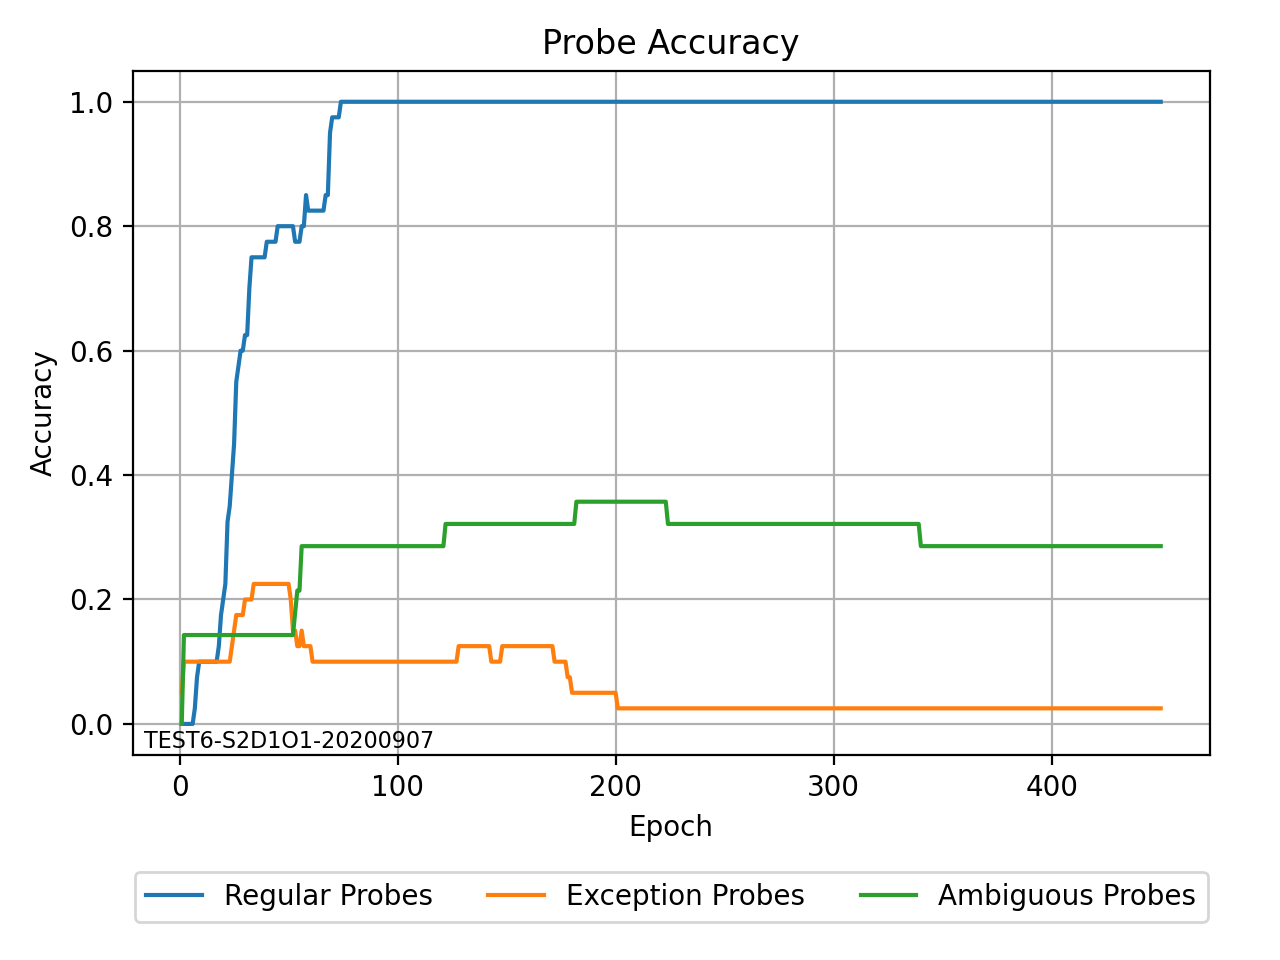 Probe Accuracy
1.0
0.8
0.6
0.4
0.2
0.0
Accuracy
TEST6-S2D1O1-20200907
0 100 200 300 400
Epoch
Regular Probes Exception Probes Ambiguous Probes